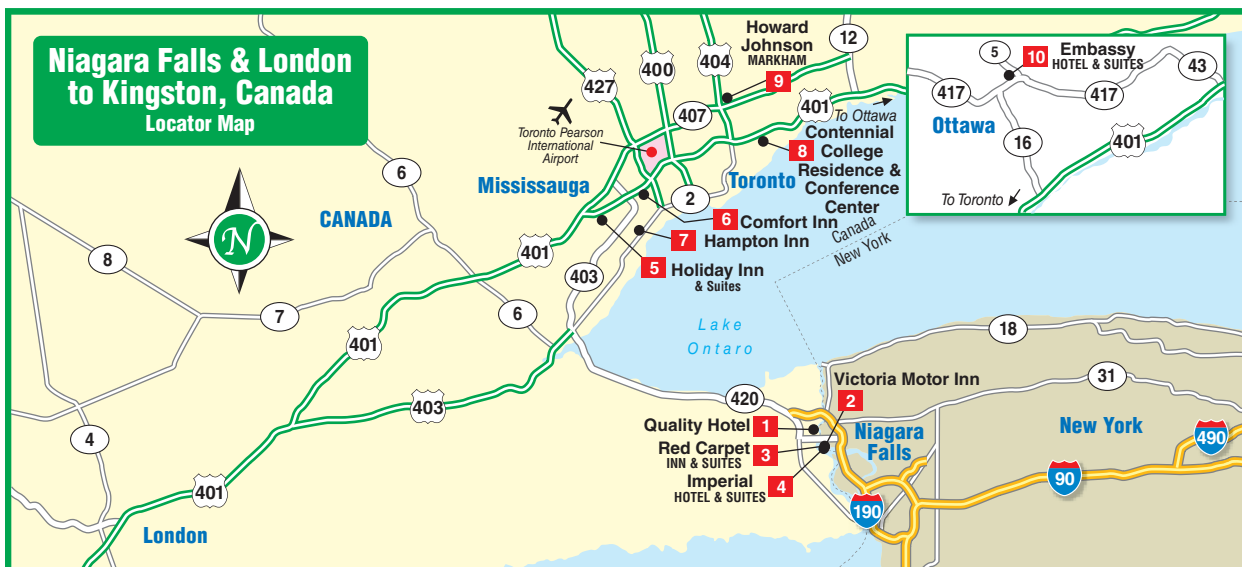 Niagara Falls & London
to Kingston, Canada
Locator Map
N
Howard
Johnson
MARKHAM
9
12
404
400
427
407
401
To Ottawa
Toronto Pearson
International
Airport
Contennial
College
Residence &
Conference
Center
8
Toronto
Mississauga
2
6 Comfort Inn
7 Hampton Inn
5 Holiday Inn
& Suites
Canada
New York
5
10
Embassy
HOTEL & SUITES
43
417
417
Ottawa
16
401
To Toronto
6
CANADA
8
7
401
403
6
401
403
4
401
London
Lake
Ontaro
18
31
420
Victoria Motor Inn
2
Quality Hotel 1
Red Carpet 3
INN & SUITES
Imperial 4
HOTEL & SUITES
Niagara
Falls
New York
490
90
190